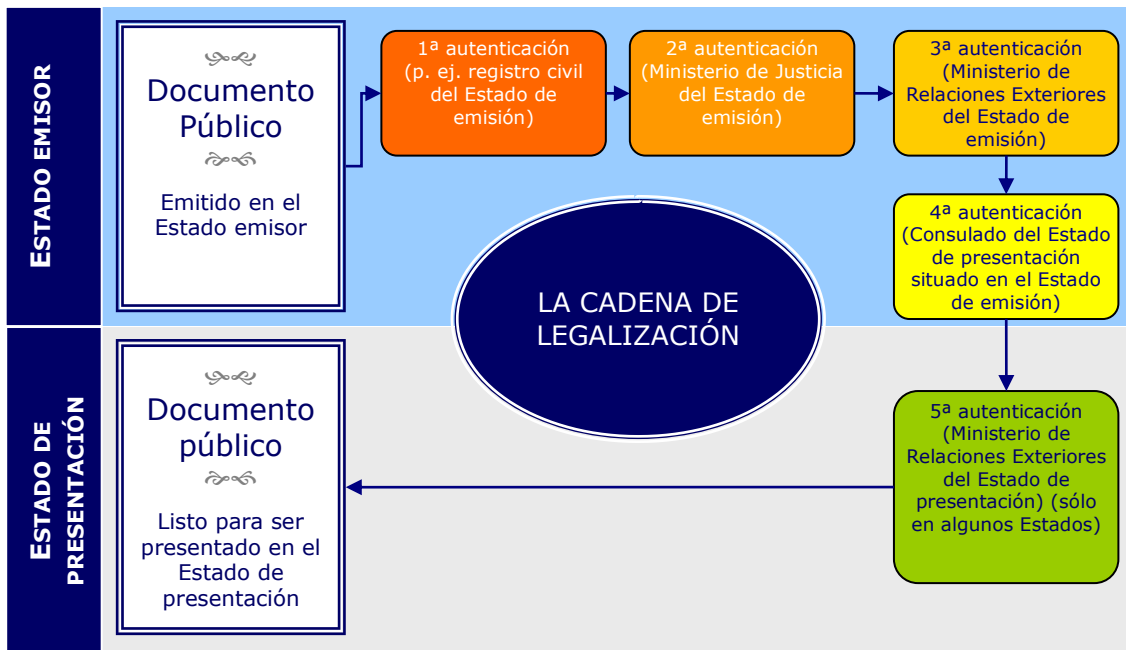 ESTADO EMISOR
Documento
Público
Emitido en el
Estado emisor
1ª autenticación
(p. ej. registro civil
del Estado de
emisión)
2ª autenticación
(Ministerio de Justicia
del Estado de
emisión)
3ª autenticación
(Ministerio de
Relaciones Exteriores
del Estado de
emisión)
4ª autenticación
(Consulado del Estado
de presentación
situado en el Estado
de emisión)
LA CADENA DE
LEGALIZACIÓN
ESTADO DE
PRESENTACIÓN
Documento
público
Listo para ser
presentado en el
Estado de
presentación
5ª autenticación
(Ministerio de
Relaciones Exteriores
del Estado de
presentación) (sólo
en algunos Estados)